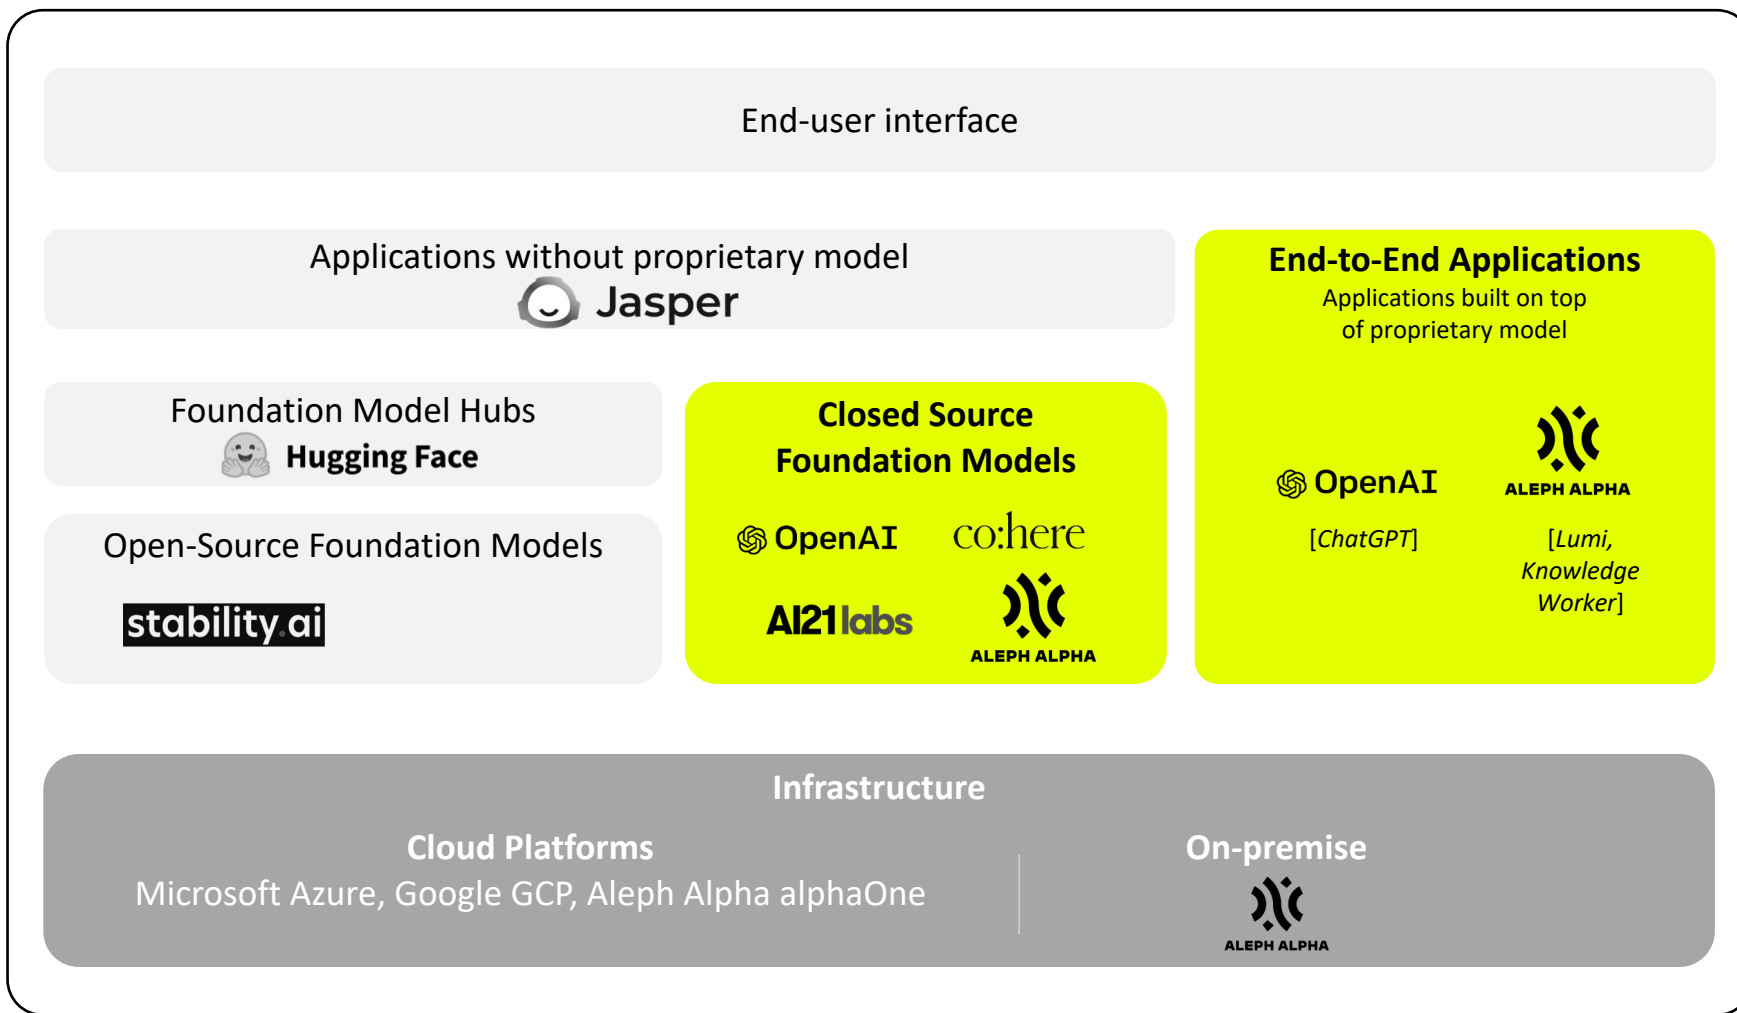 End-user interface
Applications without proprietary model
Jasper
End-to-End Applications
Applications built on top
of proprietary model
Foundation Model Hubs
Hugging Face
Open-Source Foundation Models
stability.ai
Closed Source
Foundation Models
OpenAI
co:here
AI21labs
ALEPH ALPHA
OpenAI
[ChatGPT]
ALEPH ALPHA
[Lumi,
Knowledge
Worker]
Infrastructure
Cloud Platforms
Microsoft Azure, Google GCP, Aleph Alpha alphaOne
On-premise
ALEPH ALPHA